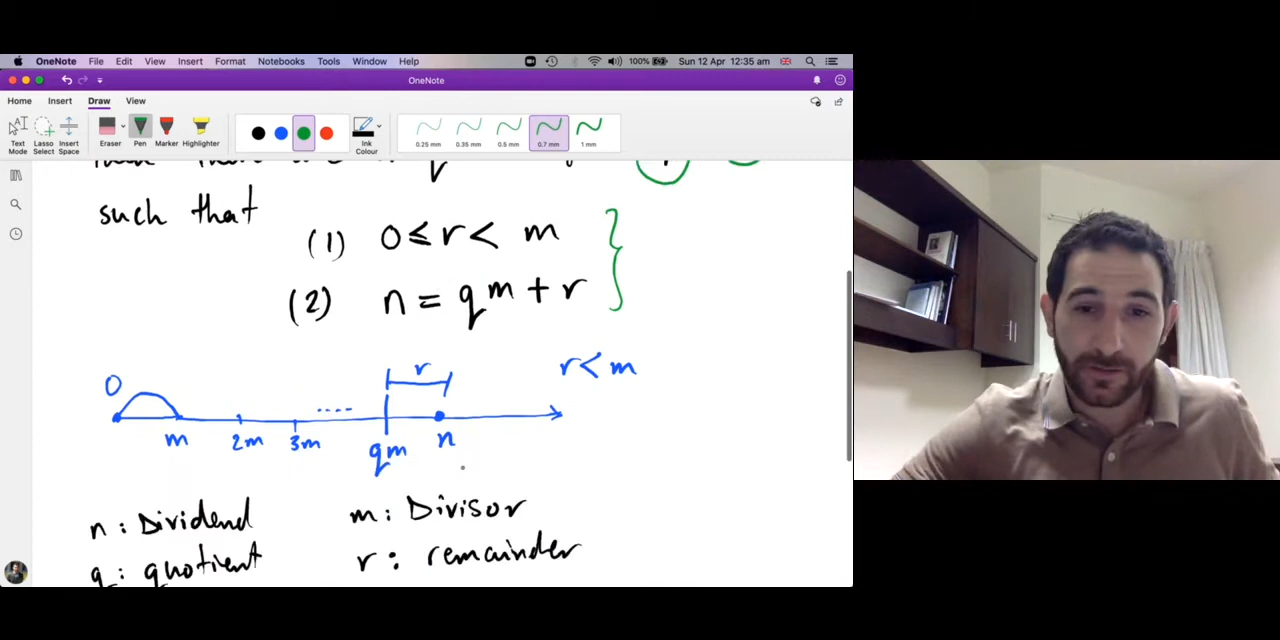 OneNote File Edit View Insert Format Notebooks Tools Window Help 100% Sun 12 Apr 12:35 am
OneNote
Home Insert Draw View
Text Mode Lasso Select Insert Space Eraser Pen Marker Highlighter Ink Colour 0.25 mm 0.35 mm 0.5 mm 0.7 mm 1 mm
such that
(1) 0 ≤ r < m
(2) n = qm + r
r
r < m
0
....
m 2m 3m qm n
n : Dividend m : Divisor
q : quotient r : remainder